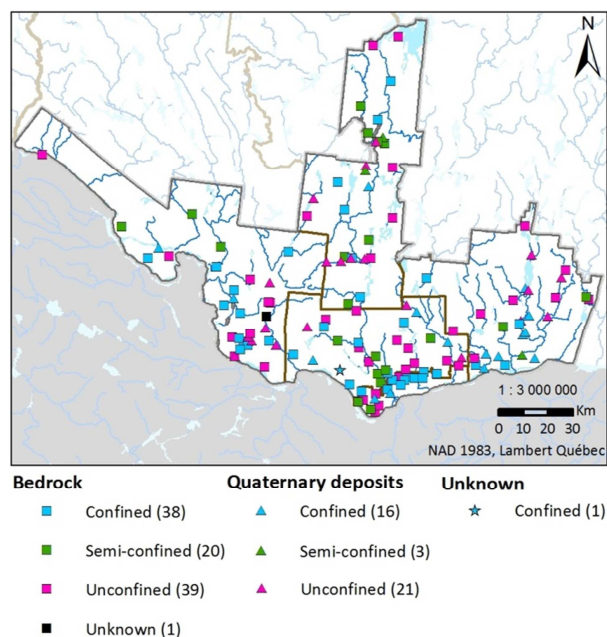 N
1 : 3 000 000
0 10 20 30 Km
NAD 1983, Lambert Québec
Bedrock Quaternary deposits Unknown
Confined (38) Confined (16) Confined (1)
Semi-confined (20) Semi-confined (3)
Unconfined (39) Unconfined (21)
Unknown (1)